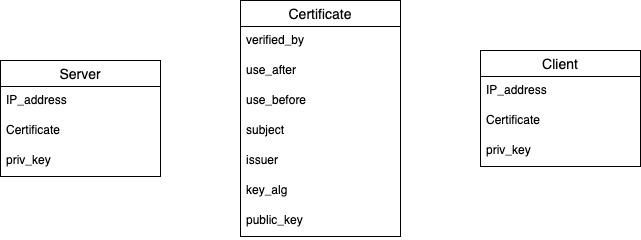 Server
IP_address
Certificate
priv_key
Certificate
verified_by
use_after
use_before
subject
issuer
key_alg
public_key
Client
IP_address
Certificate
priv_key